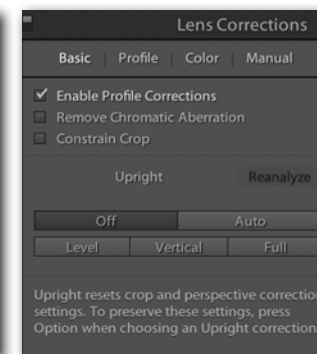 Lens Corrections
Basic | Profile | Color | Manual
Enable Profile Corrections
Remove Chromatic Aberration
Constrain Crop
Upright Reanalyze
Off Auto
Level Vertical Full
Upright resets crop and perspective correction
settings. To preserve these settings, press
Option when choosing an Upright correction